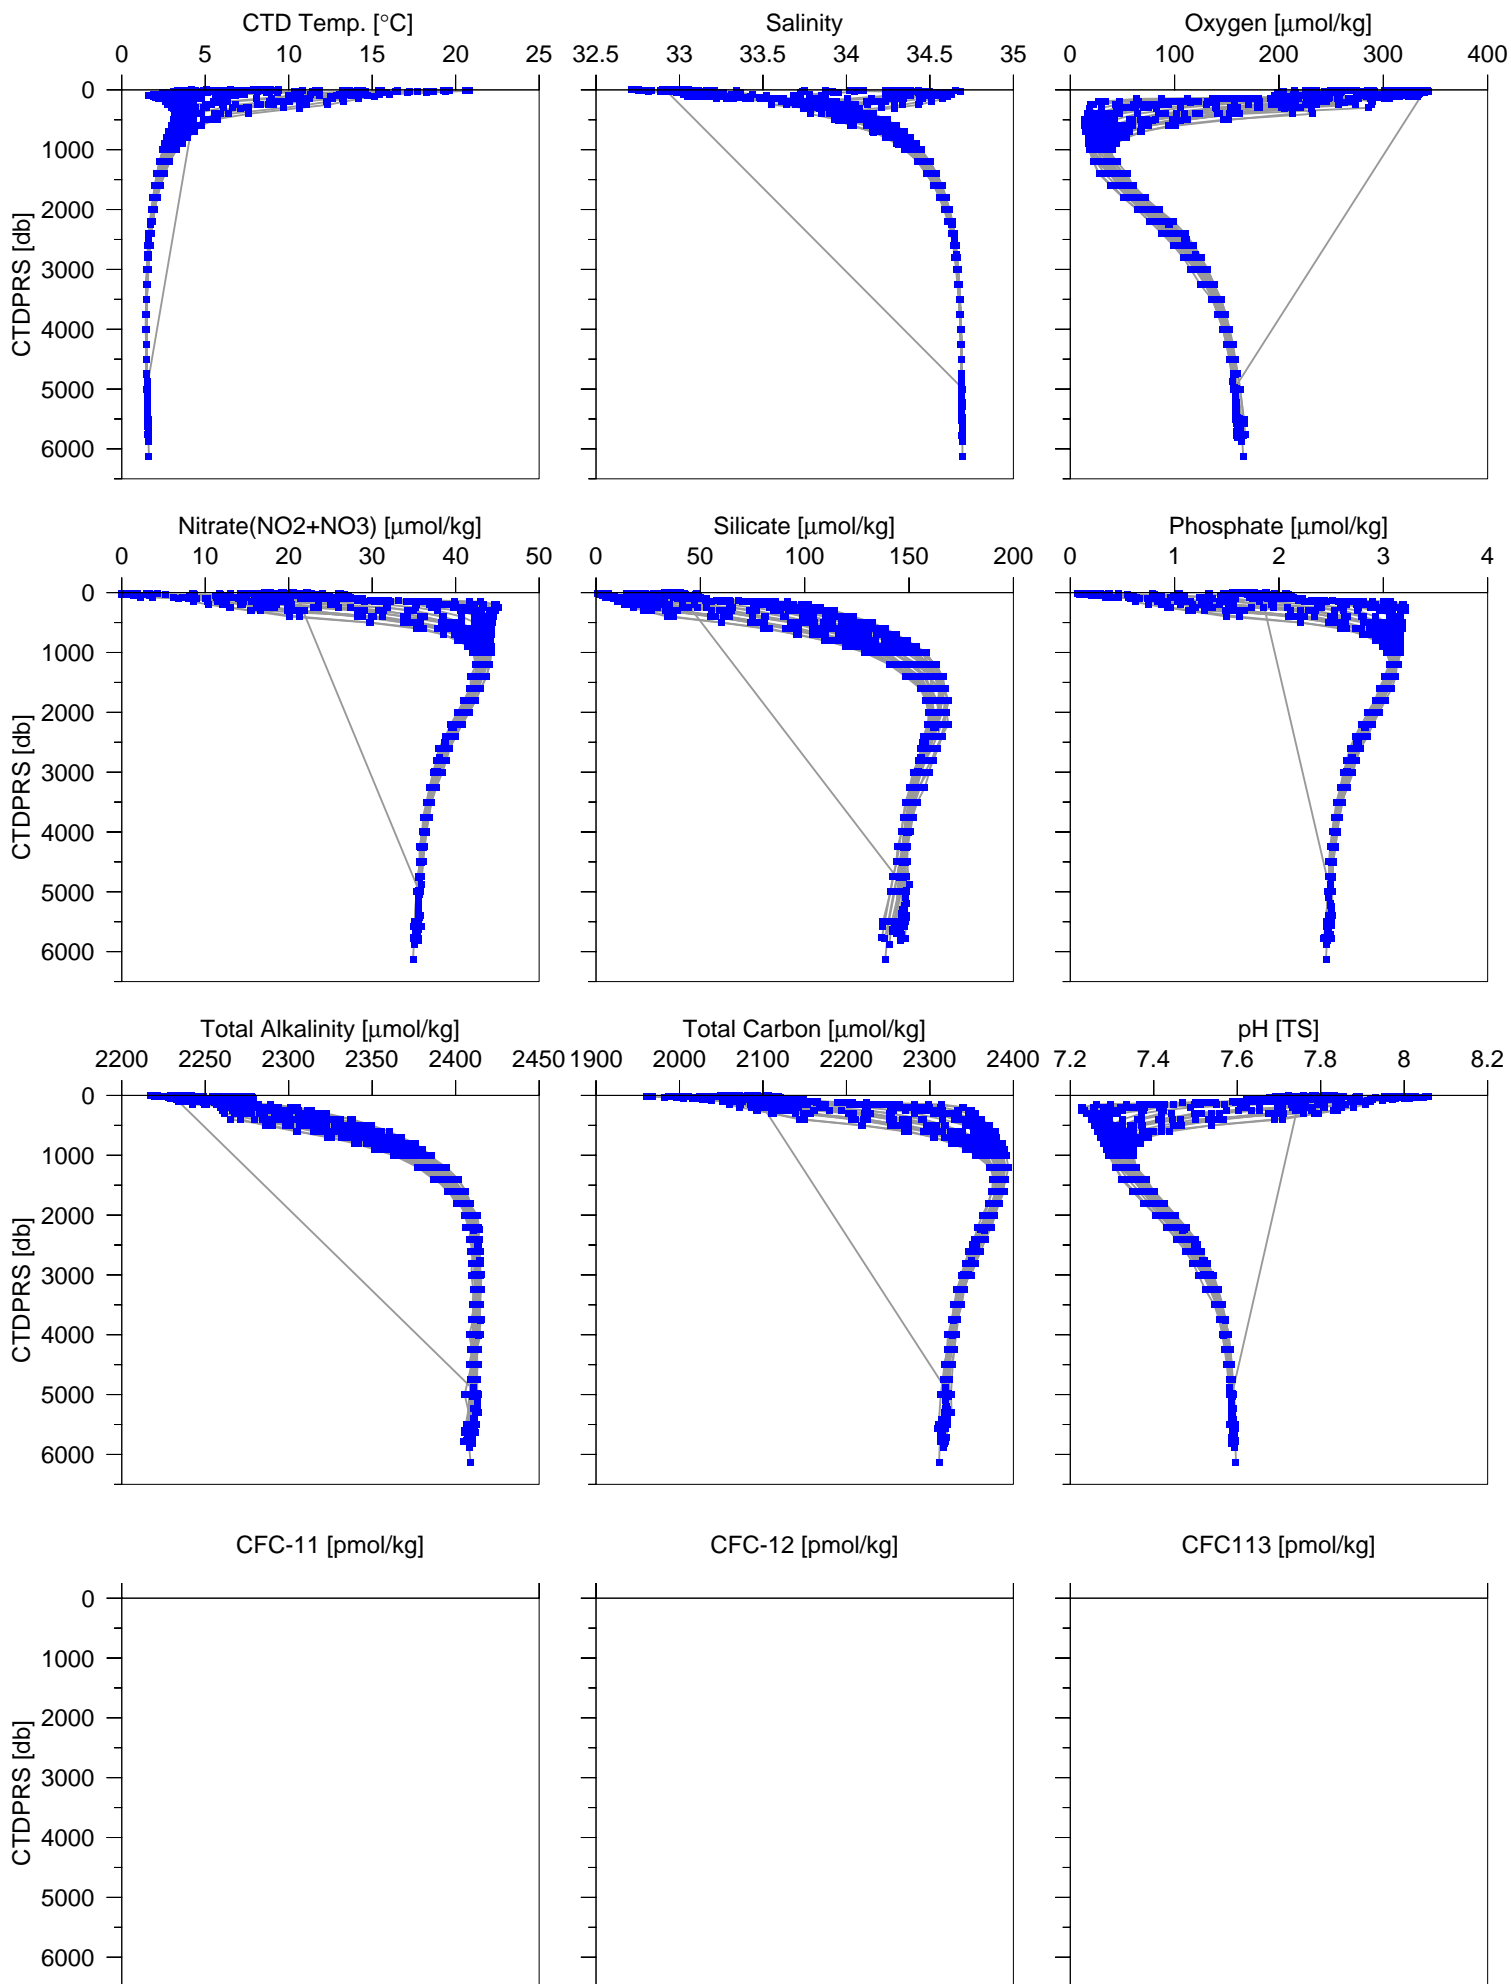 CTD Temp. [°C] Salinity Oxygen [μmol/kg]
0 5 10 15 20 25 32.5 33 33.5 34 34.5 35 0 100 200 300 400
0
1000
2000
3000
4000
5000
6000
CTDPRS [db]
Nitrate(NO2+NO3) [μmol/kg] Silicate [μmol/kg] Phosphate [μmol/kg]
0 10 20 30 40 50 0 50 100 150 200 0 1 2 3 4
0
1000
2000
3000
4000
5000
6000
CTDPRS [db]
Total Alkalinity [μmol/kg] Total Carbon [μmol/kg] pH [TS]
2200 2250 2300 2350 2400 2450 1900 2000 2100 2200 2300 2400 7.2 7.4 7.6 7.8 8 8.2
0
1000
2000
3000
4000
5000
6000
CTDPRS [db]
CFC-11 [pmol/kg] CFC-12 [pmol/kg] CFC113 [pmol/kg]
0
1000
2000
3000
4000
5000
6000
CTDPRS [db]